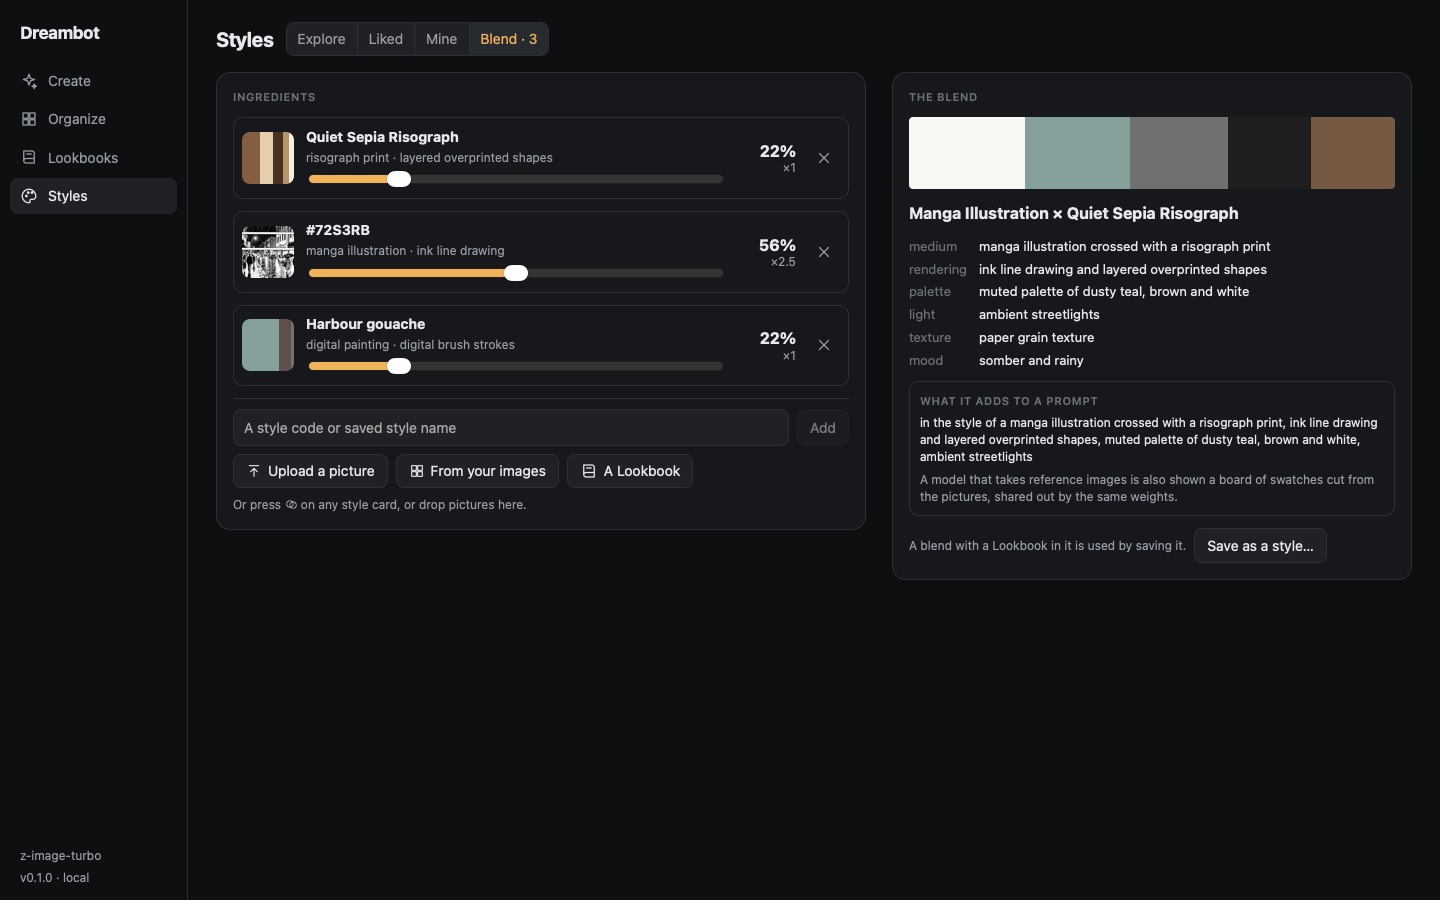 Dreambot
Create
Organize
Lookbooks
Styles
z-image-turbo
v0.1.0 · local
Styles
Explore
Liked
Mine
Blend · 3
INGREDIENTS
Quiet Sepia Risograph
risograph print · layered overprinted shapes
22%
×1
#72S3RB
manga illustration · ink line drawing
56%
×2.5
Harbour gouache
digital painting · digital brush strokes
22%
×1
A style code or saved style name
Add
Upload a picture
From your images
A Lookbook
Or press on any style card, or drop pictures here.
THE BLEND
Manga Illustration × Quiet Sepia Risograph
medium manga illustration crossed with a risograph print
rendering ink line drawing and layered overprinted shapes
palette muted palette of dusty teal, brown and white
light ambient streetlights
texture paper grain texture
mood somber and rainy
WHAT IT ADDS TO A PROMPT
in the style of a manga illustration crossed with a risograph print, ink line drawing
and layered overprinted shapes, muted palette of dusty teal, brown and white,
ambient streetlights
A model that takes reference images is also shown a board of swatches cut from
the pictures, shared out by the same weights.
A blend with a Lookbook in it is used by saving it.
Save as a style...